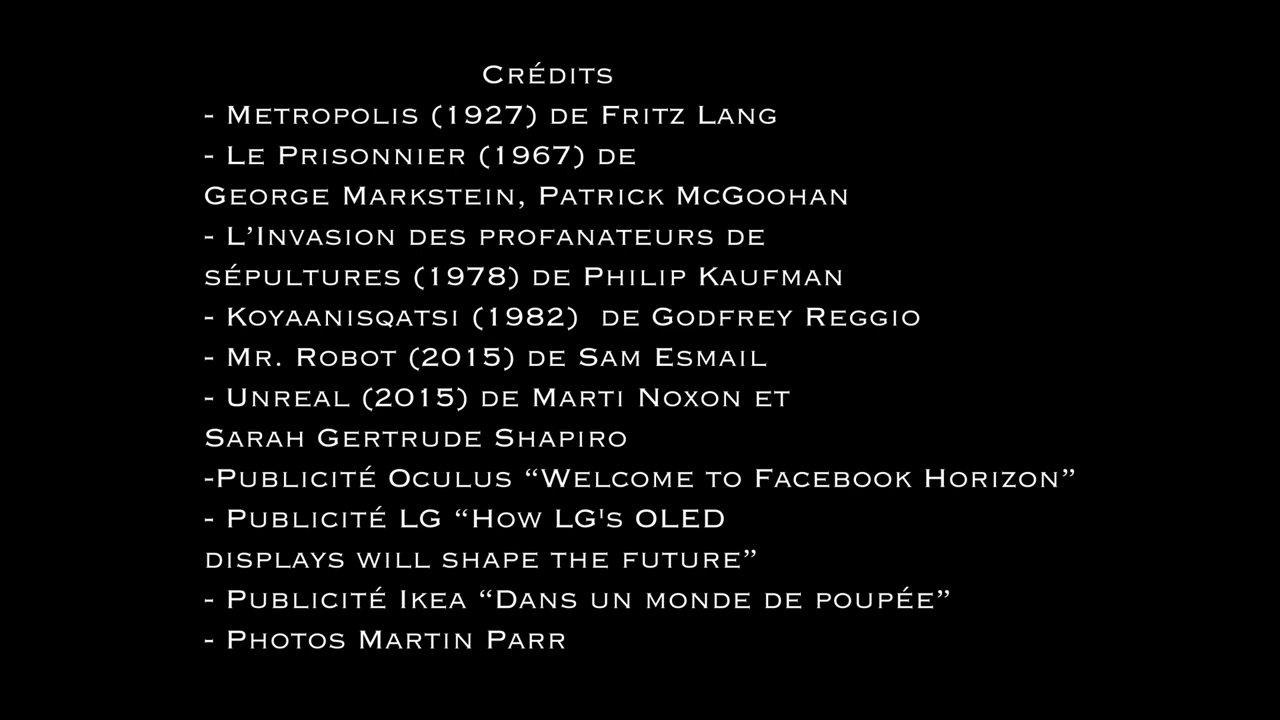 Crédits
- Metropolis (1927) de Fritz Lang
- Le Prisonnier (1967) de
George Markstein, Patrick McGoohan
- L’Invasion des profanateurs de
sépultures (1978) de Philip Kaufman
- Koyaanisqatsi (1982)  de Godfrey Reggio
- Mr. Robot (2015) de Sam Esmail
- Unreal (2015) de Marti Noxon et
Sarah Gertrude Shapiro
-Publicité Oculus “Welcome to Facebook Horizon”
- Publicité LG “How LG's OLED
displays will shape the future”
- Publicité Ikea “Dans un monde de poupée”
- Photos Martin Parr